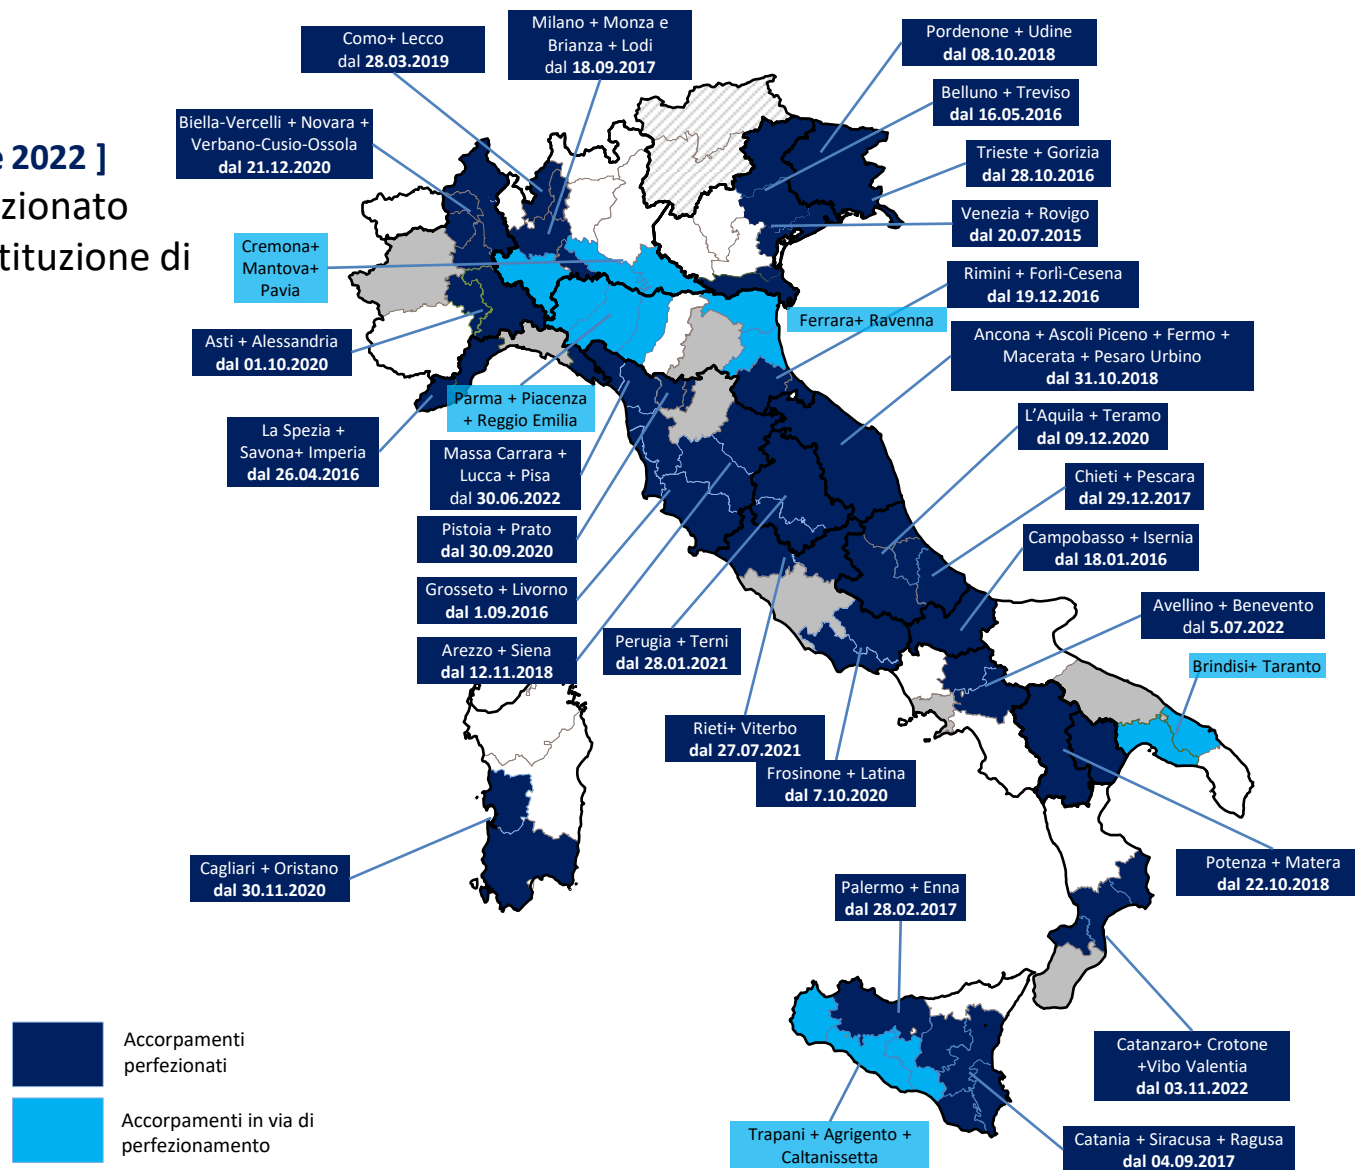 e 2022 ]
zionato
stituzione di
Como+ Lecco
dal 28.03.2019
Milano + Monza e
Brianza + Lodi
dal 18.09.2017
Pordenone + Udine
dal 08.10.2018
Belluno + Treviso
dal 16.05.2016
Biella-Vercelli + Novara +
Verbano-Cusio-Ossola
dal 21.12.2020
Trieste + Gorizia
dal 28.10.2016
Venezia + Rovigo
dal 20.07.2015
Cremona+
Mantova+
Pavia
Rimini + Forlì-Cesena
dal 19.12.2016
Ferrara+ Ravenna
Asti + Alessandria
dal 01.10.2020
Ancona + Ascoli Piceno + Fermo +
Macerata + Pesaro Urbino
dal 31.10.2018
Parma + Piacenza
+ Reggio Emilia
La Spezia +
Savona+ Imperia
dal 26.04.2016
L'Aquila + Teramo
dal 09.12.2020
Massa Carrara +
Lucca + Pisa
dal 30.06.2022
Chieti + Pescara
dal 29.12.2017
Pistoia + Prato
dal 30.09.2020
Campobasso + Isernia
dal 18.01.2016
Grosseto + Livorno
dal 1.09.2016
Avellino + Benevento
dal 5.07.2022
Arezzo + Siena
dal 12.11.2018
Perugia + Terni
dal 28.01.2021
Brindisi+ Taranto
Rieti+ Viterbo
dal 27.07.2021
Frosinone + Latina
dal 7.10.2020
Cagliari + Oristano
dal 30.11.2020
Potenza + Matera
dal 22.10.2018
Palermo + Enna
dal 28.02.2017
Catanzaro+ Crotone
+Vibo Valentia
dal 03.11.2022
Trapani + Agrigento +
Caltanissetta
Catania + Siracusa + Ragusa
dal 04.09.2017
Accorpamenti
perfezionati
Accorpamenti in via di
perfezionamento